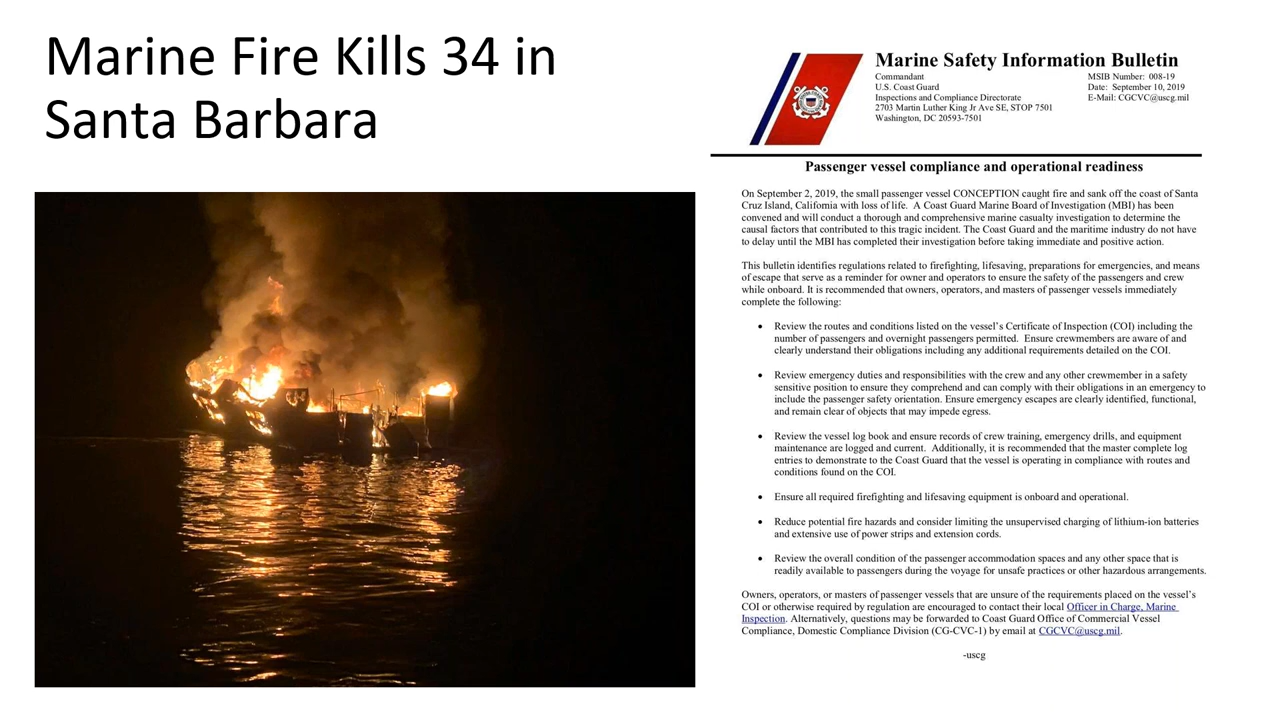 Marine Fire Kills 34 in
Santa Barbara
Marine Safety Information Bulletin
Commandant
U.S. Coast Guard
Inspections and Compliance Directorate
2703 Martin Luther King Jr Ave SE, STOP 7501
Washington, DC 20593-7501
MSIB Number: 008-19
Date: September 10, 2019
E-Mail: CGCVC@uscg.mil
Passenger vessel compliance and operational readiness
On September 2, 2019, the small passenger vessel CONCEPTION caught fire and sank off the coast of Santa
Cruz Island, California with loss of life. A Coast Guard Marine Board of Investigation (MBI) has been
convened and will conduct a thorough and comprehensive marine casualty investigation to determine the
causal factors that contributed to this tragic incident. The Coast Guard and the maritime industry do not have
to delay until the MBI has completed their investigation before taking immediate and positive action.
This bulletin identifies regulations related to firefighting, lifesaving, preparations for emergencies, and means
of escape that serve as a reminder for owner and operators to ensure the safety of the passengers and crew
while onboard. It is recommended that owners, operators, and masters of passenger vessels immediately
complete the following:
• Review the routes and conditions listed on the vessel's Certificate of Inspection (COI) including the
number of passengers and overnight passengers permitted. Ensure crewmembers are aware of and
clearly understand their obligations including any additional requirements detailed on the COI.
• Review emergency duties and responsibilities with the crew and any other crewmember in a safety
sensitive position to ensure they comprehend and can comply with their obligations in an emergency to
include the passenger safety orientation. Ensure emergency escapes are clearly identified, functional,
and remain clear of objects that may impede egress.
• Review the vessel log book and ensure records of crew training, emergency drills, and equipment
maintenance are logged and current. Additionally, it is recommended that the master complete log
entries to demonstrate to the Coast Guard that the vessel is operating in compliance with routes and
conditions found on the COI.
• Ensure all required firefighting and lifesaving equipment is onboard and operational.
• Reduce potential fire hazards and consider limiting the unsupervised charging of lithium-ion batteries
and extensive use of power strips and extension cords.
• Review the overall condition of the passenger accommodation spaces and any other space that is
readily available to passengers during the voyage for unsafe practices or other hazardous arrangements.
Owners, operators, or masters of passenger vessels that are unsure of the requirements placed on the vessel's
COI or otherwise required by regulation are encouraged to contact their local Officer in Charge, Marine
Inspection. Alternatively, questions may be forwarded to Coast Guard Office of Commercial Vessel
Compliance, Domestic Compliance Division (CG-CVC-1) by email at CGCVC@uscg.mil.
-uscg